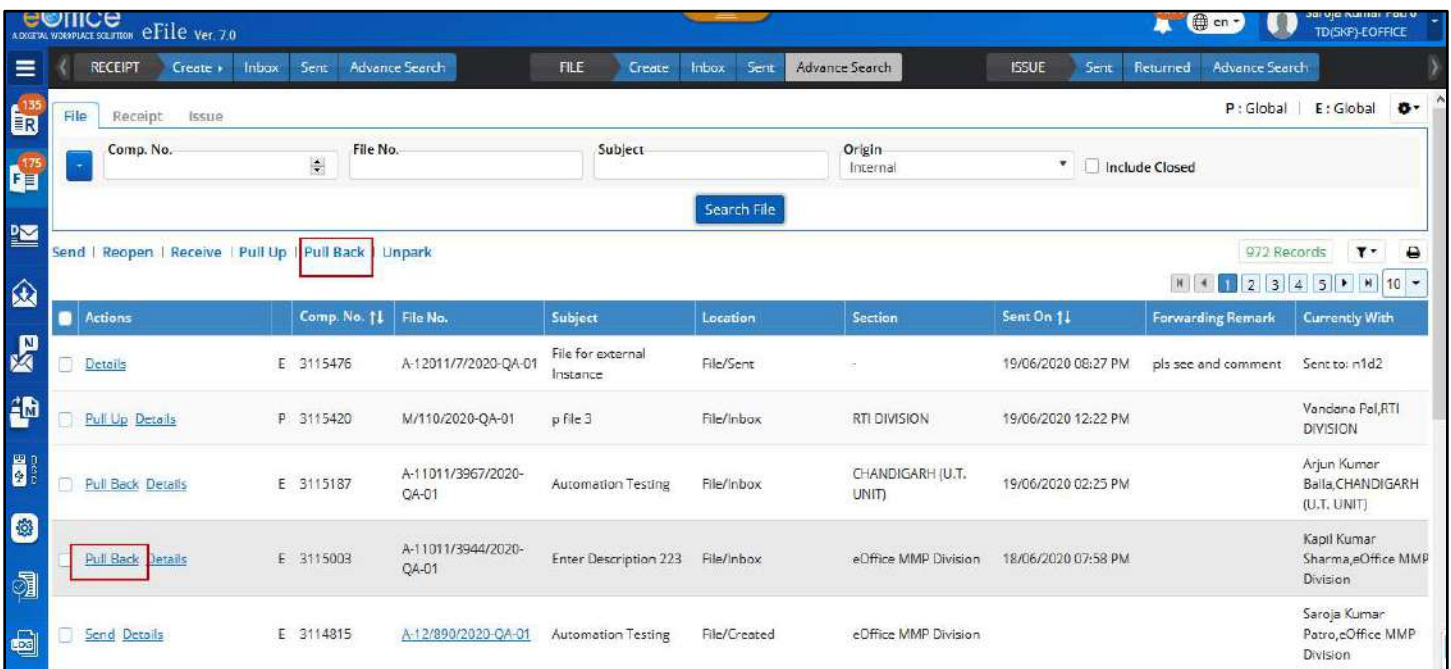 eOffice
A DIGITAL WORKPLACE SOLUTION eFile Ver. 7.0
en
Saroja Kumar Patro
TD(SKP)-EOFFICE
RECEIPT Create Inbox Sent Advance Search FILE Create Inbox Sent Advance Search ISSUE Sent Returned Advance Search
135
R
175
F
File Receipt Issue
P : Global | E : Global
Comp. No. File No. Subject Origin
Internal
Include Closed
Search File
Send | Reopen | Receive | Pull Up | Pull Back | Unpark
972 Records
1 2 3 4 5 10
Actions Comp. No. File No. Subject Location Section Sent On Forwarding Remark Currently With
Details E 3115476 A-12011/7/2020-QA-01 File for external Instance File/Sent - 19/06/2020 08:27 PM pls see and comment Sent to: n1d2
Pull Up Details P 3115420 M/110/2020-QA-01 p file 3 File/Inbox RTI DIVISION 19/06/2020 12:22 PM Vandana Pal,RTI DIVISION
Pull Back Details E 3115187 A-11011/3967/2020-QA-01 Automation Testing File/Inbox CHANDIGARH (U.T. UNIT) 19/06/2020 02:25 PM Arjun Kumar Balla,CHANDIGARH (U.T. UNIT)
Pull Back Details E 3115003 A-11011/3944/2020-QA-01 Enter Description 223 File/Inbox eOffice MMP Division 18/06/2020 07:58 PM Kapil Kumar Sharma,eOffice MMP Division
Send Details E 3114815 A-12/890/2020-QA-01 Automation Testing File/Created eOffice MMP Division Saroja Kumar Patro,eOffice MMP Division